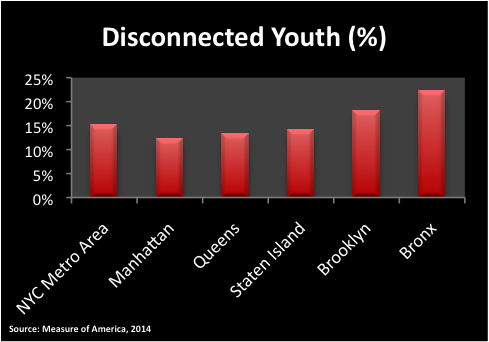 Disconnected Youth (%)
25%
20%
15%
10%
5%
0%
NYC Metro Area
Manhattan
Queens
Staten Island
Brooklyn
Bronx
Source: Measure of America, 2014